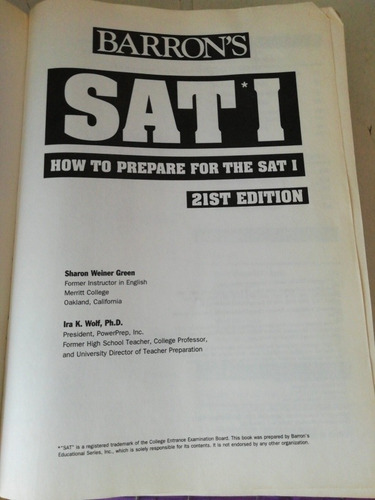 BARRON'S
SAT*I
HOW TO PREPARE FOR THE SAT I
21ST EDITION
Sharon Weiner Green
Former Instructor in English
Merritt College
Oakland, California
Ira K. Wolf, Ph.D.
President, PowerPrep, Inc.
Former High School Teacher, College Professor,
and University Director of Teacher Preparation
*"SAT" is a registered trademark of the College Entrance Examination Board. This book was prepared by Barron's
Educational Series, Inc., which is solely responsible for its contents. It is not endorsed by any other organization.